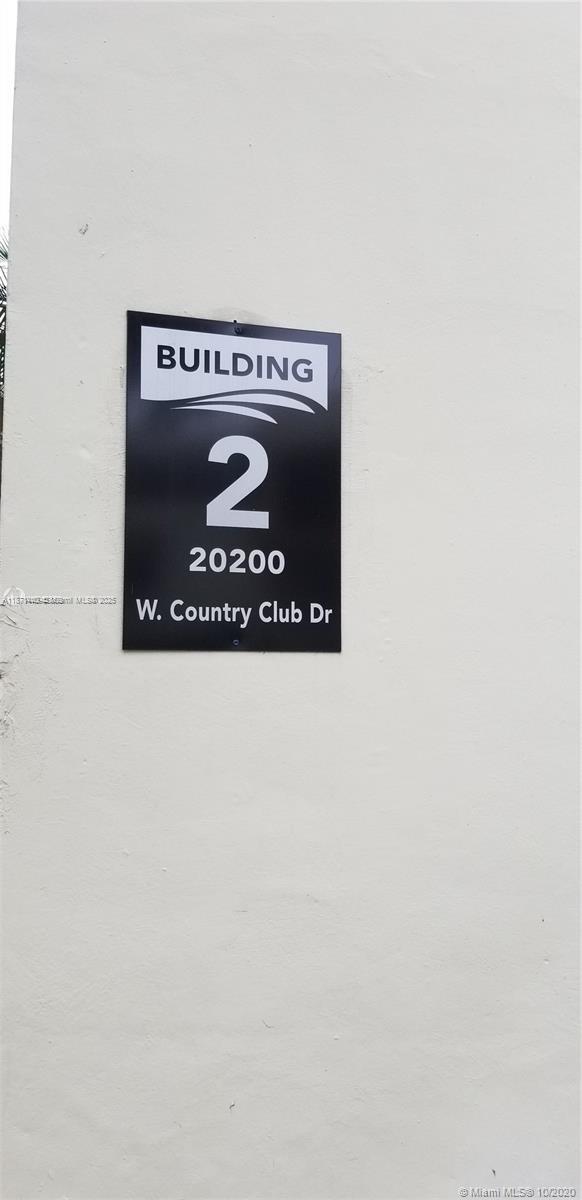 BUILDING
2
20200
W. Country Club Dr
© Miami MLS® 10/2020